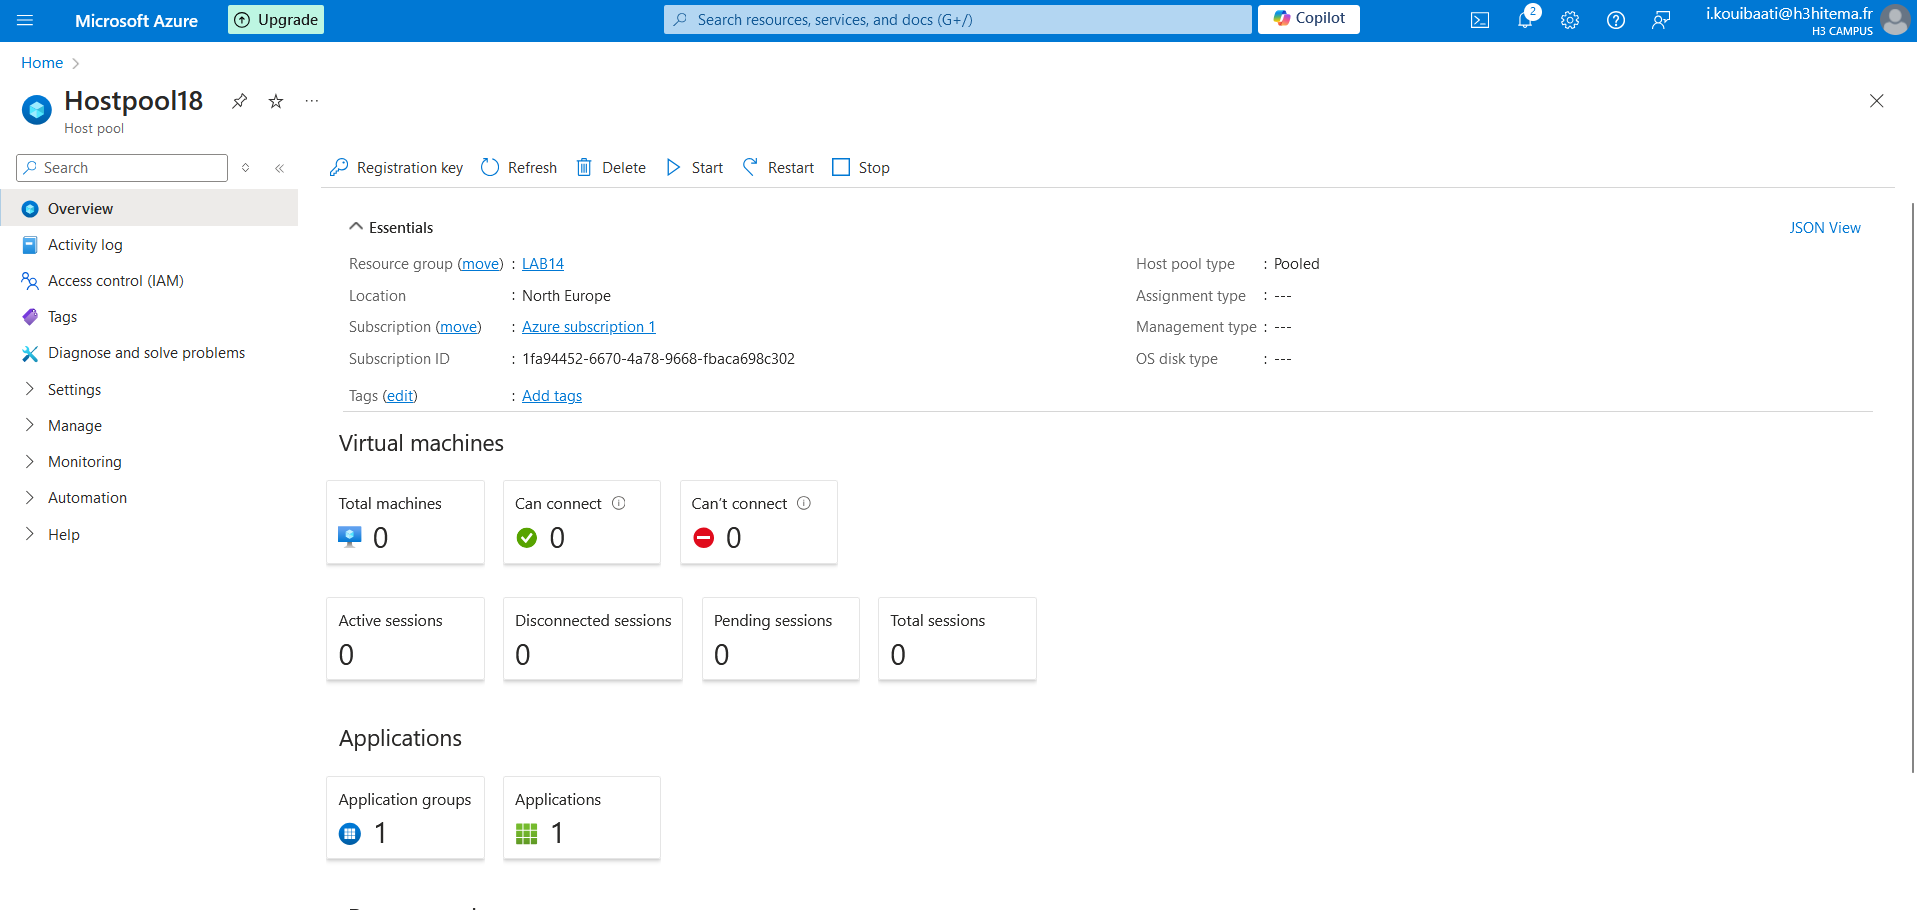 Microsoft Azure
Upgrade
Search resources, services, and docs (G+/)
Copilot
2
i.kouibaati@h3hitema.fr
H3 CAMPUS
Home
Hostpool18
Host pool
Search
Registration key
Refresh
Delete
Start
Restart
Stop
Overview
Activity log
Access control (IAM)
Tags
Diagnose and solve problems
Settings
Manage
Monitoring
Automation
Help
Essentials
JSON View
Resource group (move) : LAB14
Location : North Europe
Subscription (move) : Azure subscription 1
Subscription ID : 1fa94452-6670-4a78-9668-fbaca698c302
Tags (edit) : Add tags
Host pool type : Pooled
Assignment type : ---
Management type : ---
OS disk type : ---
Virtual machines
Total machines
0
Can connect
0
Can't connect
0
Active sessions
0
Disconnected sessions
0
Pending sessions
0
Total sessions
0
Applications
Application groups
1
Applications
1